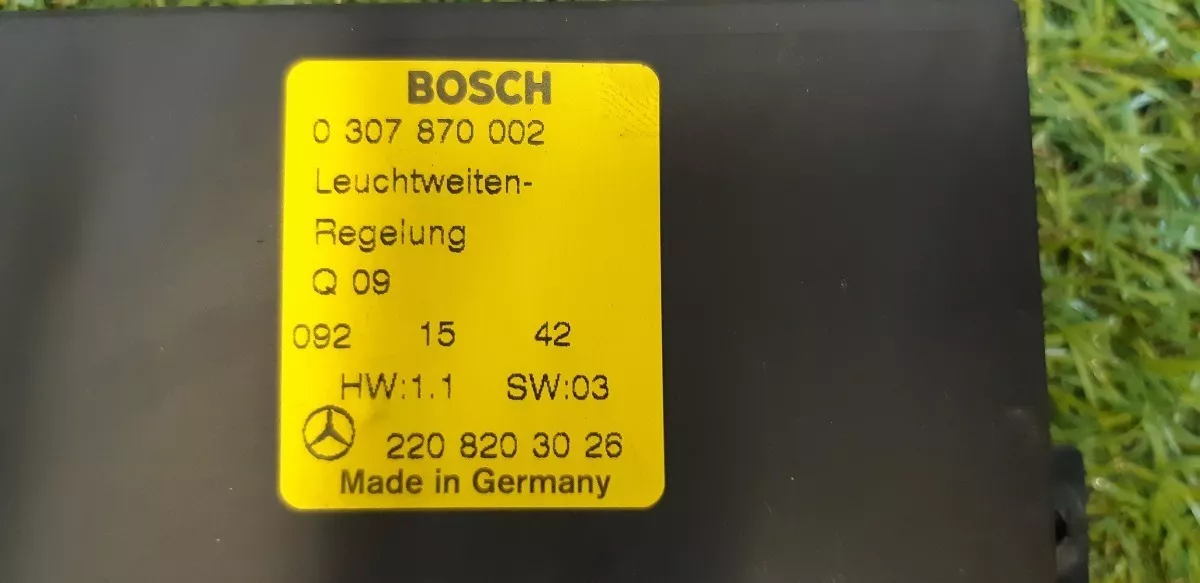 BOSCH
0 307 870 002
Leuchtweiten-
Regelung
Q 09
092 15 42
HW:1.1 SW:03
220 820 30 26
Made in Germany